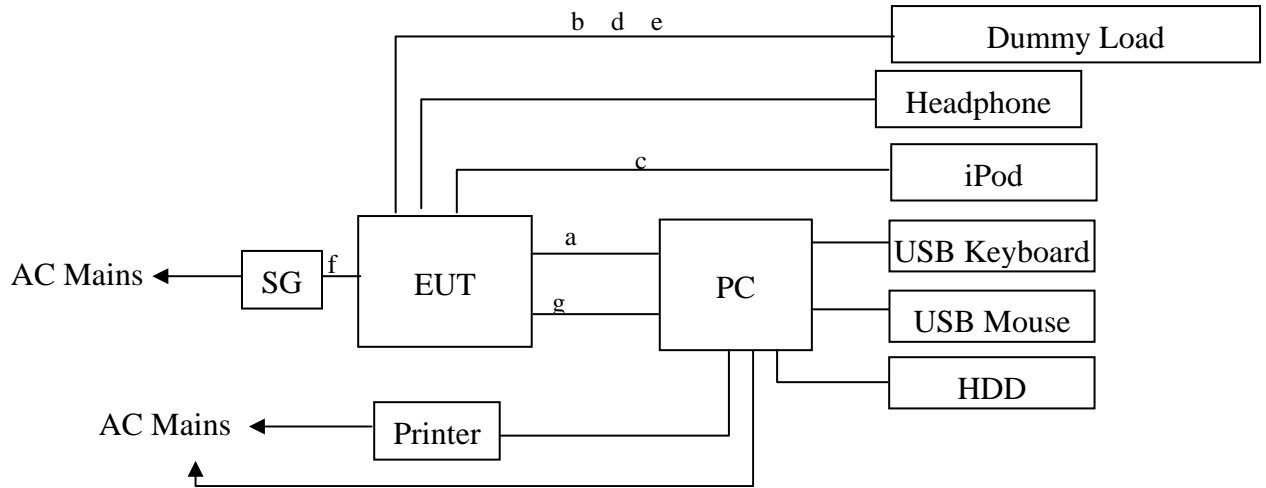 b d e
Dummy Load
Headphone
c
iPod
a
USB Keyboard
AC Mains
SG
f
EUT
PC
g
USB Mouse
HDD
AC Mains
Printer